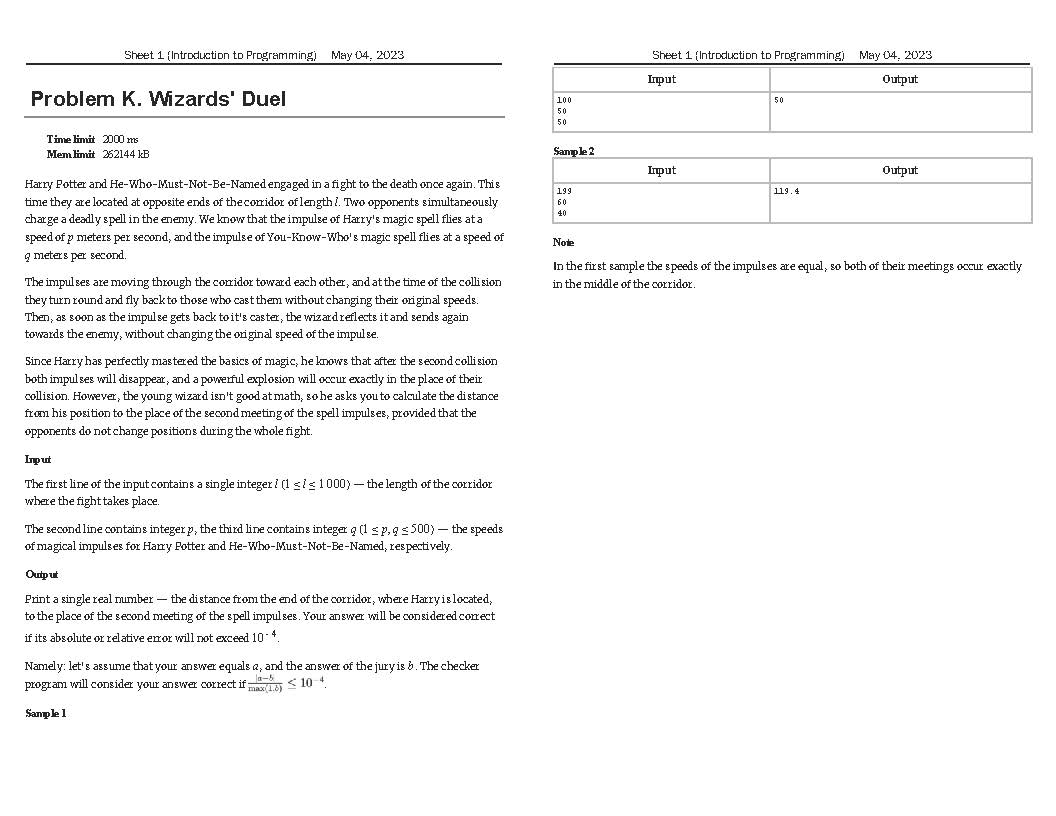 Sheet 1 (Introduction to Programming) May 04, 2023
Problem K. Wizards' Duel
Time limit 2000 ms
Mem limit 262144 kB
Harry Potter and He-Who-Must-Not-Be-Named engaged in a fight to the death once again. This
time they are located at opposite ends of the corridor of length l. Two opponents simultaneously
charge a deadly spell in the enemy. We know that the impulse of Harry's magic spell flies at a
speed of p meters per second, and the impulse of You-Know-Who's magic spell flies at a speed of
q meters per second.
The impulses are moving through the corridor toward each other, and at the time of the collision
they turn round and fly back to those who cast them without changing their original speeds.
Then, as soon as the impulse gets back to it's caster, the wizard reflects it and sends again
towards the enemy, without changing the original speed of the impulse.
Since Harry has perfectly mastered the basics of magic, he knows that after the second collision
both impulses will disappear, and a powerful explosion will occur exactly in the place of their
collision. However, the young wizard isn't good at math, so he asks you to calculate the distance
from his position to the place of the second meeting of the spell impulses, provided that the
opponents do not change positions during the whole fight.
Input
The first line of the input contains a single integer l (1 ≤ l ≤ 1 000) — the length of the corridor
where the fight takes place.
The second line contains integer p, the third line contains integer q (1 ≤ p, q ≤ 500) — the speeds
of magical impulses for Harry Potter and He-Who-Must-Not-Be-Named, respectively.
Output
Print a single real number — the distance from the end of the corridor, where Harry is located,
to the place of the second meeting of the spell impulses. Your answer will be considered correct
if its absolute or relative error will not exceed 10^-4.
Namely: let's assume that your answer equals a, and the answer of the jury is b. The checker
program will consider your answer correct if |a−b|/max(1,b) ≤ 10^−4.
Sample 1
Sheet 1 (Introduction to Programming) May 04, 2023
Input Output
100 50
50
50
Sample 2
Input Output
199 119.4
60
40
Note
In the first sample the speeds of the impulses are equal, so both of their meetings occur exactly
in the middle of the corridor.